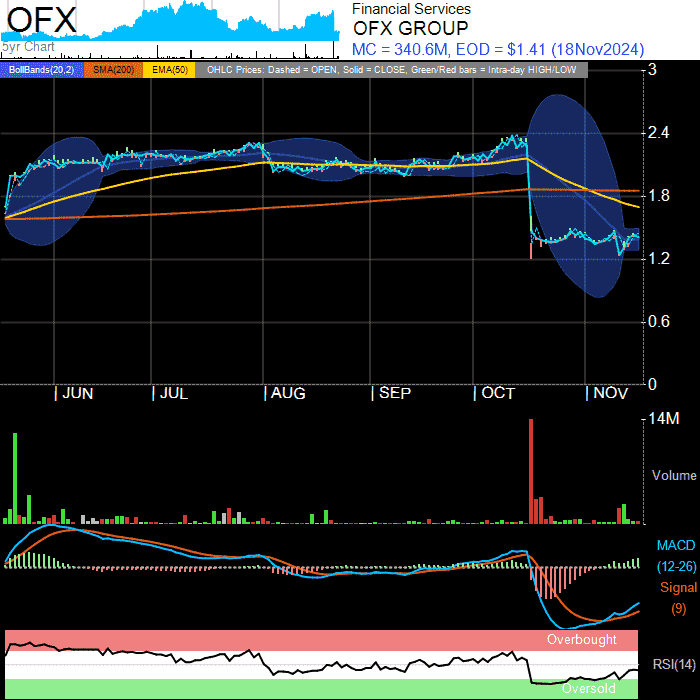 OFX
5yr Chart
Financial Services
OFX GROUP
MC = 340.6M, EOD = $1.41 (18Nov2024)
BollBands(20,2) SMA(200) EMA(50) OHLC Prices: Dashed = OPEN, Solid = CLOSE, Green/Red bars = Intra-day HIGH/LOW
3
2.4
1.8
1.2
0.6
0
JUN JUL AUG SEP OCT NOV
14M
Volume
MACD
(12-26)
Signal
(9)
Overbought
RSI(14)
Oversold